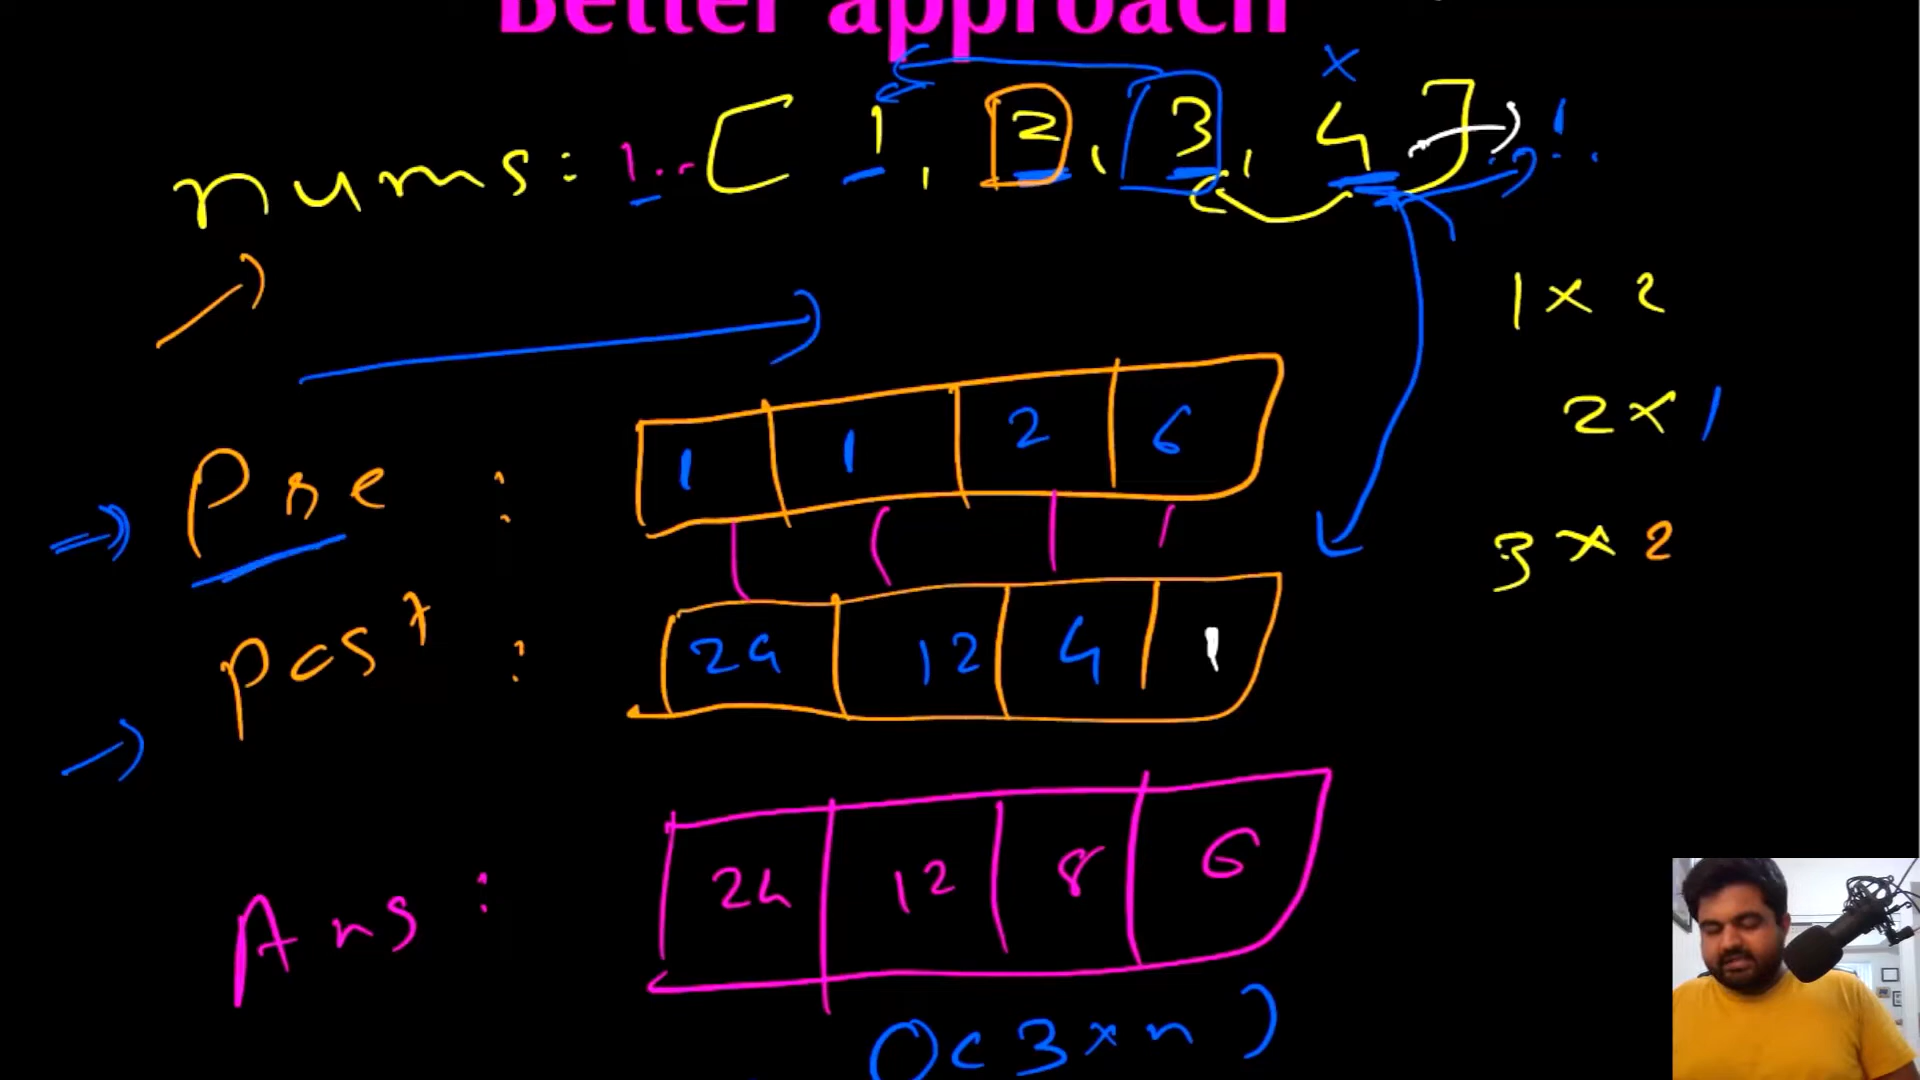 Better approach
nums: 1.. [ 1, 2, 3, 4 ] 1..
x
1 x 2
Pre : 1 1 2 6
2 x 1
3 x 2
post : 24 12 4 1
Ans : 24 12 8 6
O(3xn)